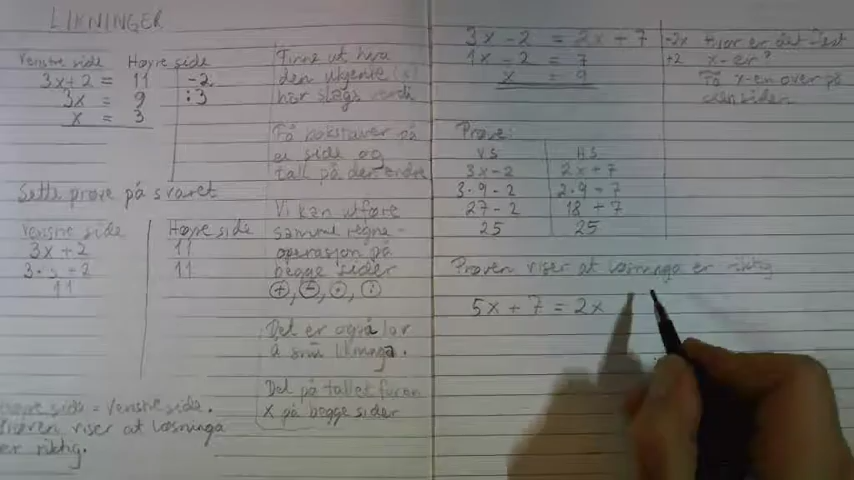 LIKNINGER
Venstre side Høyre side
3x+2 = 11 -2
3x = 9 :3
x = 3
Sette prøve på svaret
Venstre side Høyre side
3x + 2 11
3·3 + 2 11
11
Høyre side = Venstre side.
Prøven viser at løsninga
er riktig.
Finne ut hva
den ukjente (x)
har slags verdi
Få bokstaver på
ei side og
tall på den andre
Vi kan utføre
samme regne-
operasjon på
begge sider
+, -, ·, :
Det er også lov
å snu likninga.
Del på tallet foran
x på begge sider
3x - 2 = 2x + 7 -2x
1x - 2 = 7 +2
x = 9
Hvor er det flest
x-er?
Få x-en over på
den siden
Prøve:
VS HS
3x-2 2x+7
3·9-2 2·9+7
27-2 18+7
25 25
Prøven viser at løsninga er riktig
5x + 7 = 2x